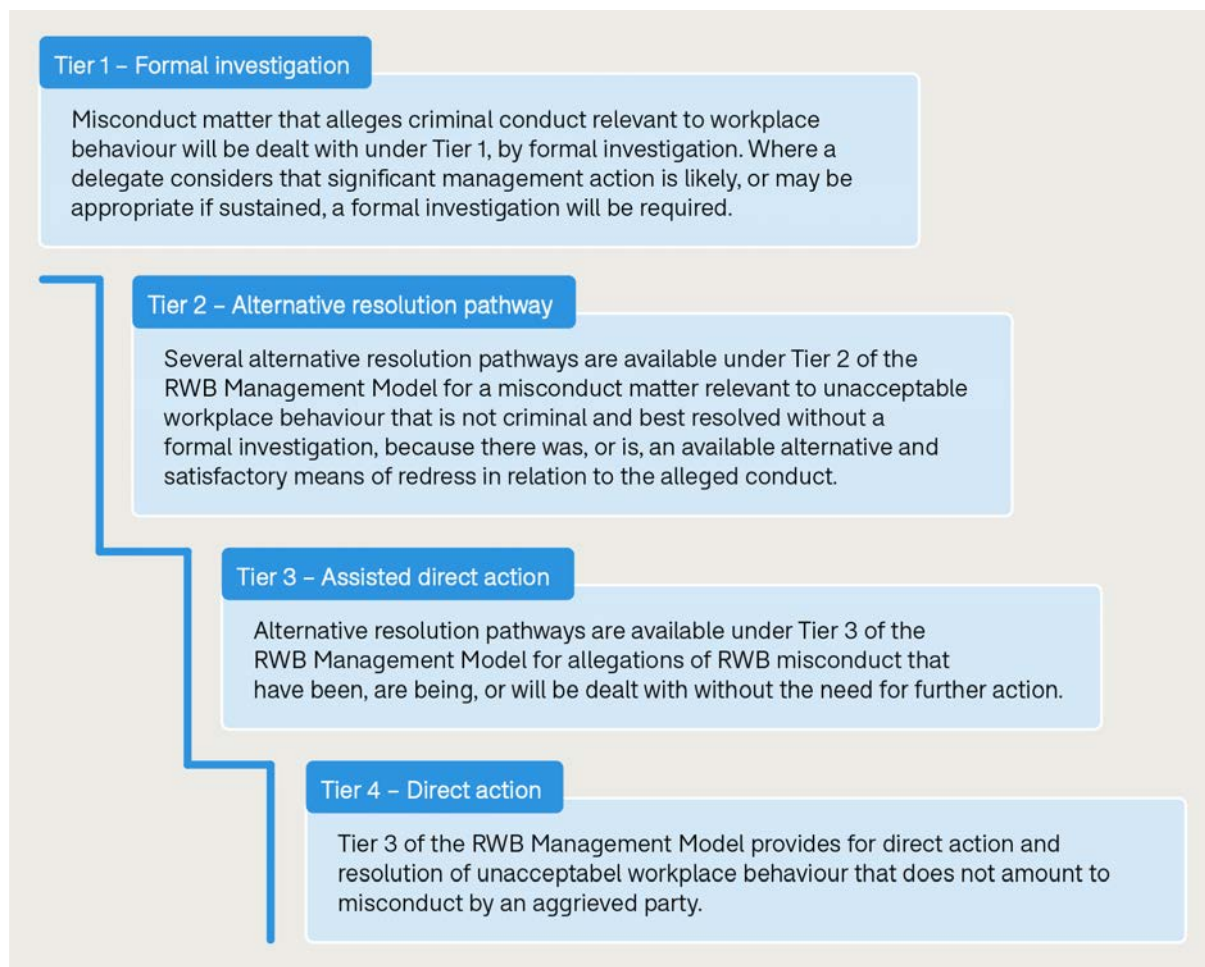 Tier 1 – Formal investigation
Misconduct matter that alleges criminal conduct relevant to workplace
behaviour will be dealt with under Tier 1, by formal investigation. Where a
delegate considers that significant management action is likely, or may be
appropriate if sustained, a formal investigation will be required.
Tier 2 – Alternative resolution pathway
Several alternative resolution pathways are available under Tier 2 of the
RWB Management Model for a misconduct matter relevant to unacceptable
workplace behaviour that is not criminal and best resolved without a
formal investigation, because there was, or is, an available alternative and
satisfactory means of redress in relation to the alleged conduct.
Tier 3 – Assisted direct action
Alternative resolution pathways are available under Tier 3 of the
RWB Management Model for allegations of RWB misconduct that
have been, are being, or will be dealt with without the need for further action.
Tier 4 – Direct action
Tier 3 of the RWB Management Model provides for direct action and
resolution of unacceptabel workplace behaviour that does not amount to
misconduct by an aggrieved party.